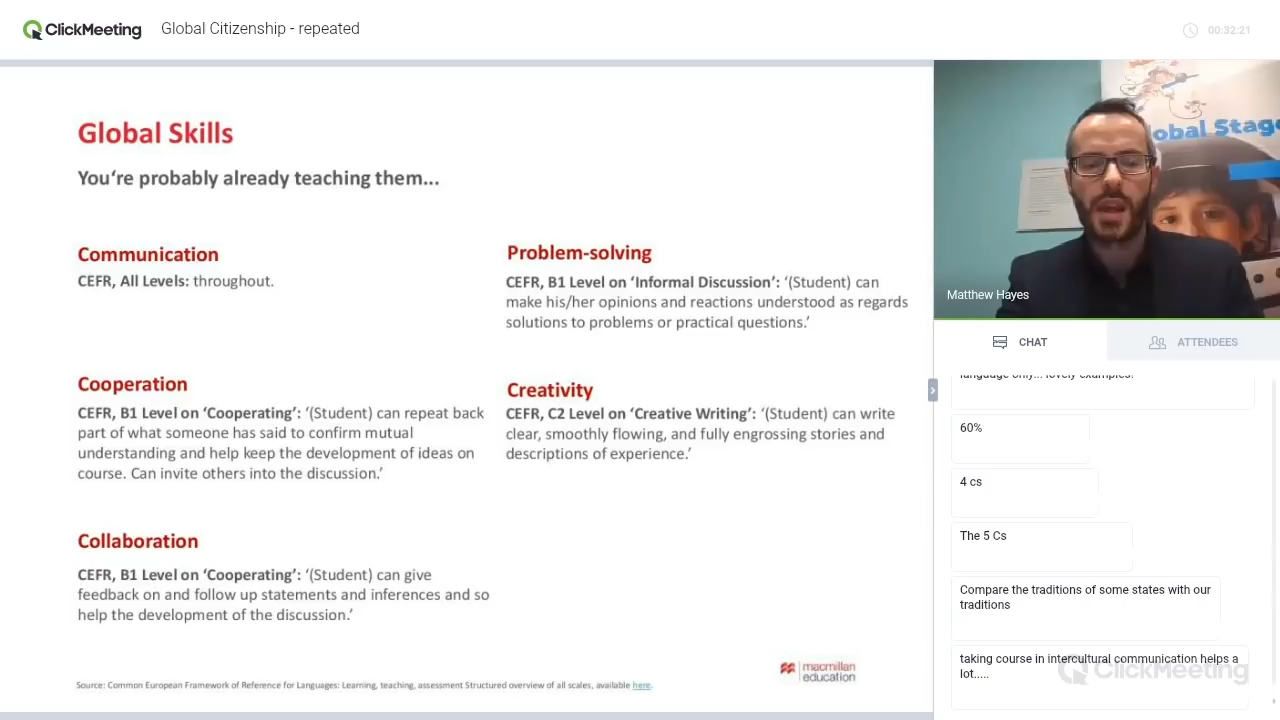 ClickMeeting
Global Citizenship - repeated
00:32:21
Global Skills
You're probably already teaching them...
Communication
CEFR, All Levels: throughout.
Cooperation
CEFR, B1 Level on 'Cooperating': '(Student) can repeat back
part of what someone has said to confirm mutual
understanding and help keep the development of ideas on
course. Can invite others into the discussion.'
Collaboration
CEFR, B1 Level on 'Cooperating': '(Student) can give
feedback on and follow up statements and inferences and so
help the development of the discussion.'
Problem-solving
CEFR, B1 Level on 'Informal Discussion': '(Student) can
make his/her opinions and reactions understood as regards
solutions to problems or practical questions.'
Creativity
CEFR, C2 Level on 'Creative Writing': '(Student) can write
clear, smoothly flowing, and fully engrossing stories and
descriptions of experience.'
macmillan
education
Source: Common European Framework of Reference for Languages: Learning, teaching, assessment Structured overview of all scales, available here.
obal Stage
Matthew Hayes
CHAT
ATTENDEES
language only... lovely examples!
60%
4 cs
The 5 Cs
Compare the traditions of some states with our
traditions
taking course in intercultural communication helps a
lot.....
ClickMeeting